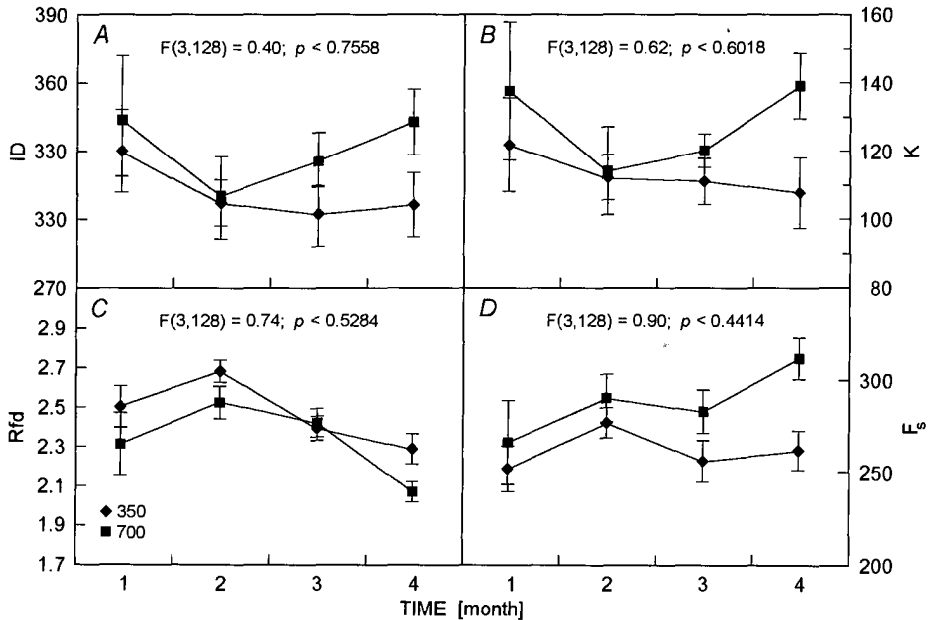 A
F(3,128) = 0.40; p < 0.7558
390
360
330
330
270
ID
B
F(3,128) = 0.62; p < 0.6018
160
140
120
100
80
K
C
F(3,128) = 0.74; p < 0.5284
2.9
2.7
2.5
2.3
2.1
1.9
1.7
Rfd
350
700
D
F(3,128) = 0.90; p < 0.4414
300
250
200
Fs
1 2 3 4 1 2 3 4
TIME [month]